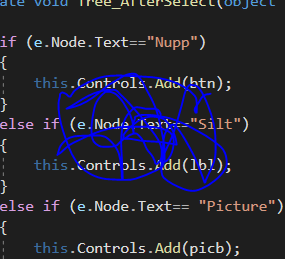 ate void Tree_AfterSelect(object
if (e.Node.Text=="Nupp")
{
this.Controls.Add(btn);
}
else if (e.Node.Text=="Silt")
{
this.Controls.Add(lbl);
}
else if (e.Node.Text== "Picture")
{
this.Controls.Add(picb);